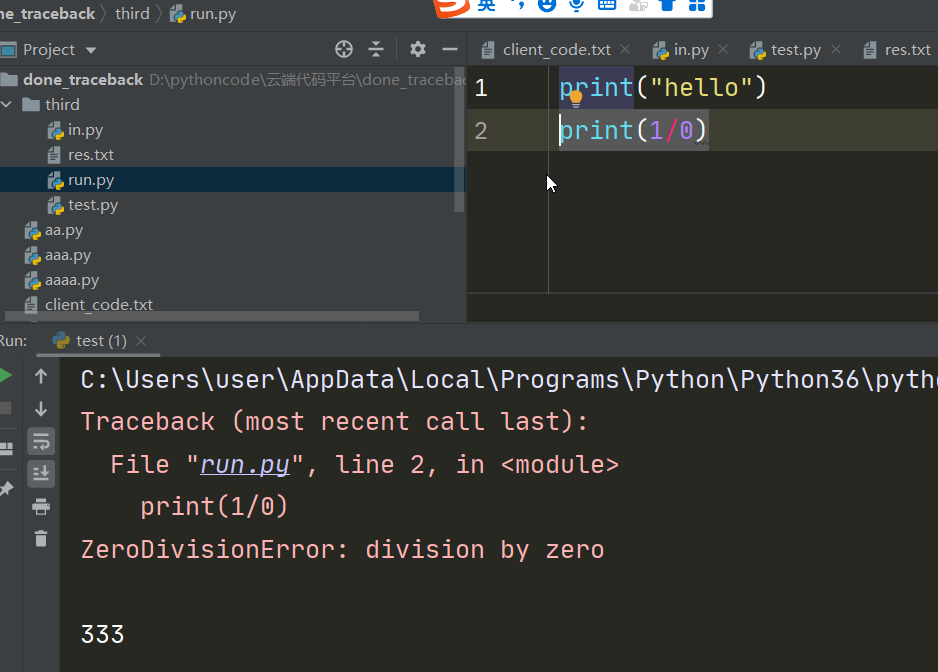 ne_traceback third run.py
英
Project
client_code.txt in.py test.py res.txt
done_traceback D:\pythoncode\云端代码平台\done_traceba
third
in.py
res.txt
run.py
test.py
aa.py
aaa.py
aaaa.py
client_code.txt
1 print("hello")
2 print(1/0)
Run: test (1)
C:\Users\user\AppData\Local\Programs\Python\Python36\pytho
Traceback (most recent call last):
File "run.py", line 2, in <module>
print(1/0)
ZeroDivisionError: division by zero
333